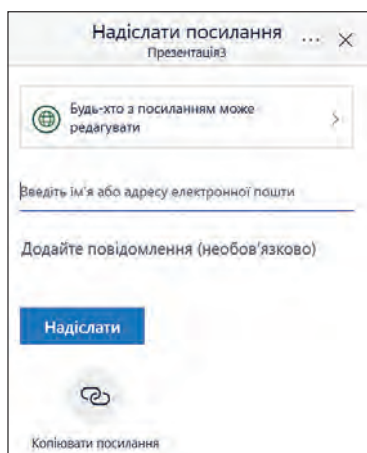 Надіслати посилання
Презентація3
Будь-хто з посиланням може
редагувати
Введіть ім'я або адресу електронної пошти
Додайте повідомлення (необов'язково)
Надіслати
Копіювати посилання